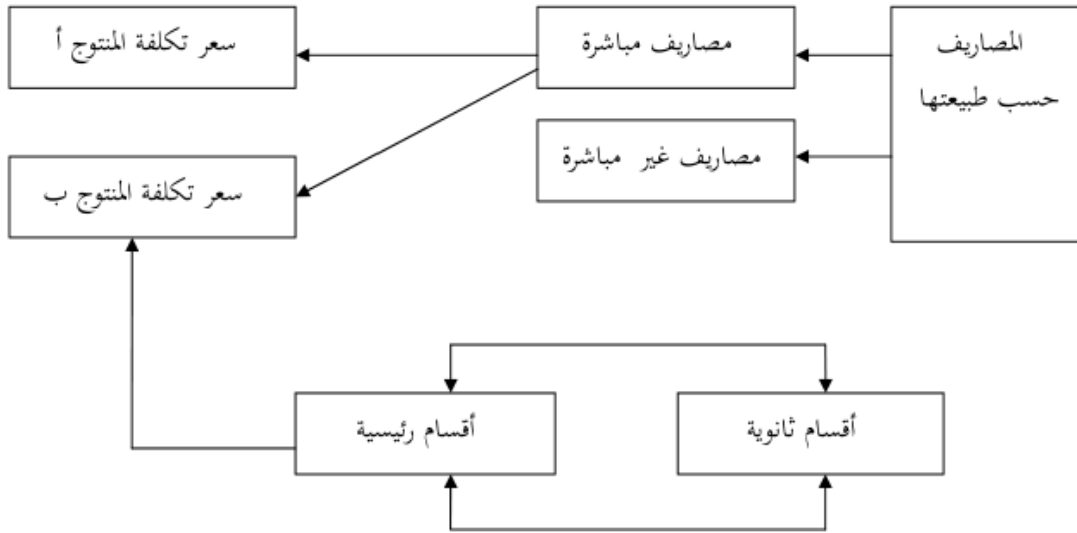 المصاريف
حسب طبيعتها
مصاريف مباشرة
سعر تكلفة المنتوج أ
مصاريف غير مباشرة
سعر تكلفة المنتوج ب
أقسام ثانوية
أقسام رئيسية